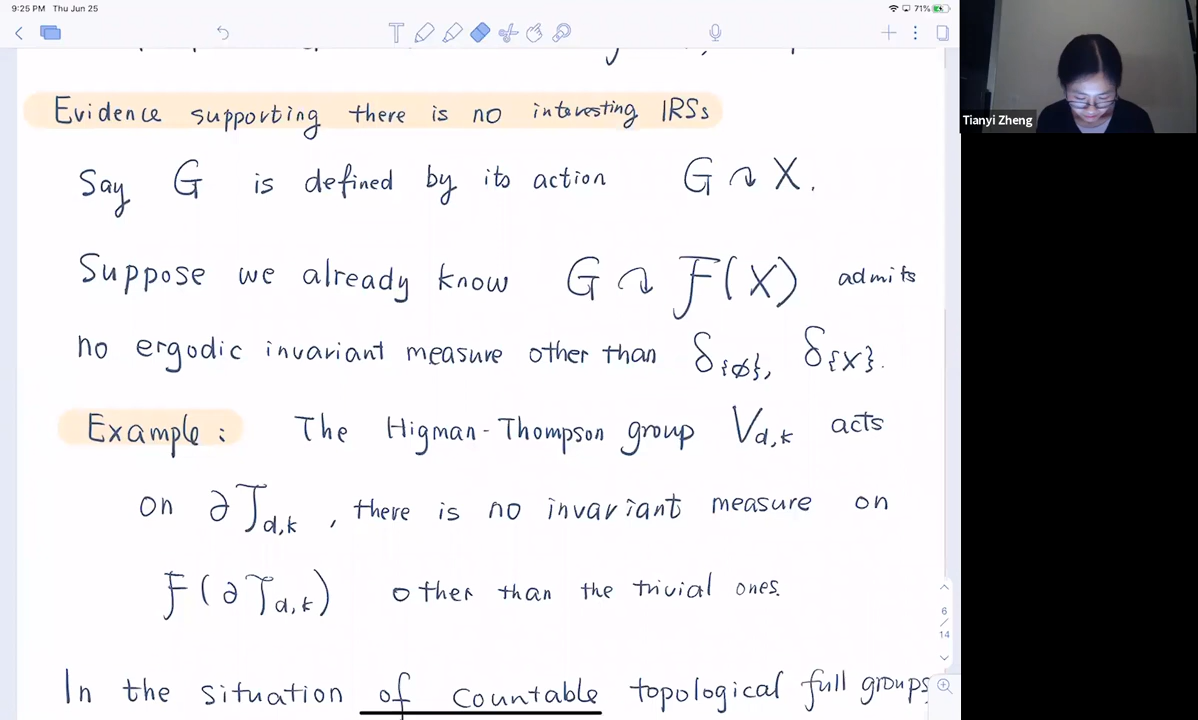 9:25 PM Thu Jun 25
71%
Evidence supporting there is no interesting IRSs
Say G is defined by its action G ↷ X.
Suppose we already know G ↷ F(X) admits
no ergodic invariant measure other than δ{∅}, δ{X}.
Example: The Higman-Thompson group V_{d,k} acts
on ∂T_{d,k}, there is no invariant measure on
F(∂T_{d,k}) other than the trivial ones.
In the situation of countable topological full groups
6
/
14
Tianyi Zheng